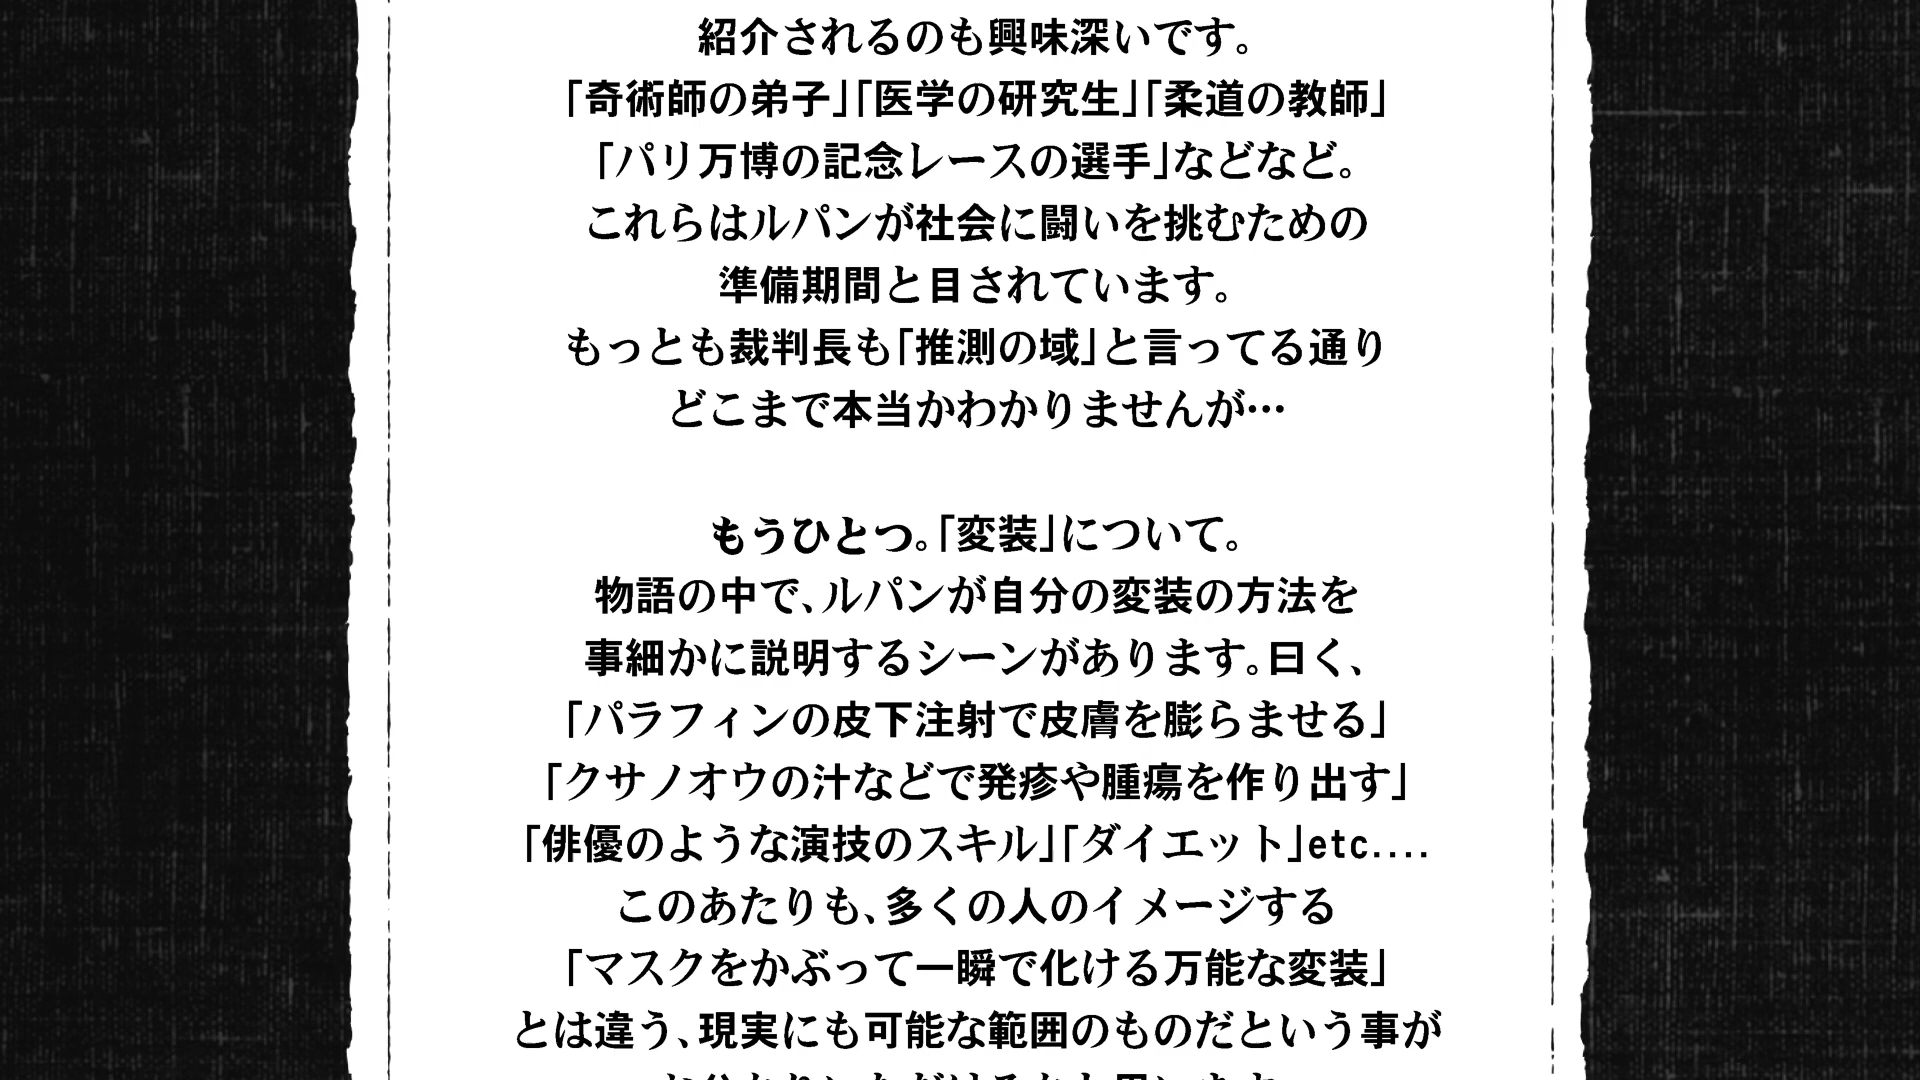 紹介されるのも興味深いです。
「奇術師の弟子」「医学の研究生」「柔道の教師」
「パリ万博の記念レースの選手」などなど。
これらはルパンが社会に闘いを挑むための
準備期間と目されています。
もっとも裁判長も「推測の域」と言ってる通り
どこまで本当かわかりませんが…
もうひとつ。「変装」について。
物語の中で、ルパンが自分の変装の方法を
事細かに説明するシーンがあります。曰く、
「パラフィンの皮下注射で皮膚を膨らませる」
「クサノオウの汁などで発疹や腫瘍を作り出す」
「俳優のような演技のスキル」「ダイエット」etc....
このあたりも、多くの人のイメージする
「マスクをかぶって一瞬で化ける万能な変装」
とは違う、現実にも可能な範囲のものだという事が